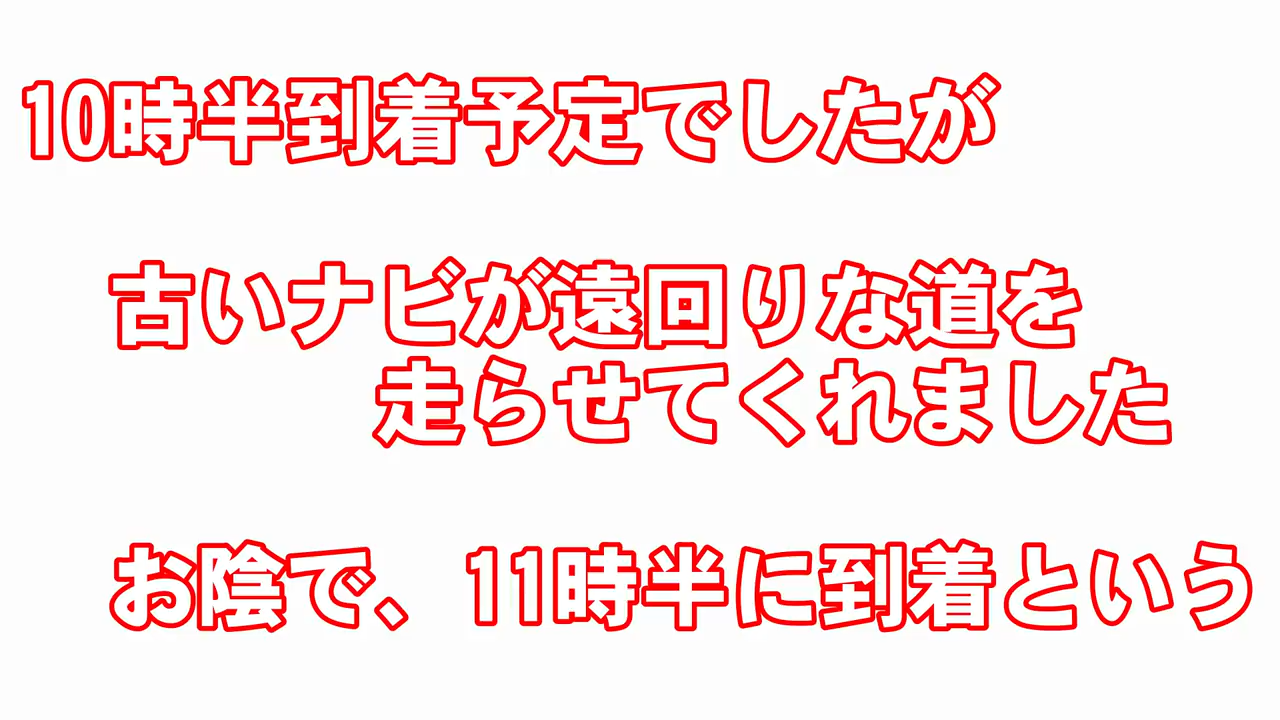 10時半到着予定でしたが
古いナビが遠回りな道を
走らせてくれました
お陰で、11時半に到着という